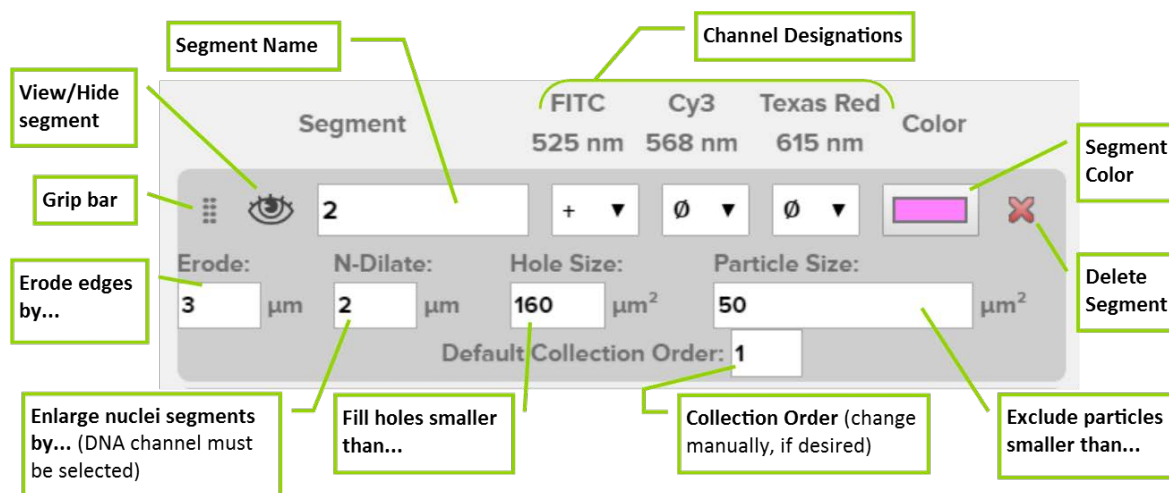 Segment Name
Channel Designations
View/Hide
segment
Segment
FITC
525 nm
Cy3
568 nm
Texas Red
615 nm
Color
Segment
Color
Grip bar
2
+ ▼
Ø ▼
Ø ▼
Erode:
N-Dilate:
Hole Size:
Particle Size:
Erode edges
by...
3 µm
2 µm
160 µm²
50 µm²
Delete
Segment
Default Collection Order: 1
Enlarge nuclei segments
by... (DNA channel must
be selected)
Fill holes smaller
than...
Collection Order (change
manually, if desired)
Exclude particles
smaller than...